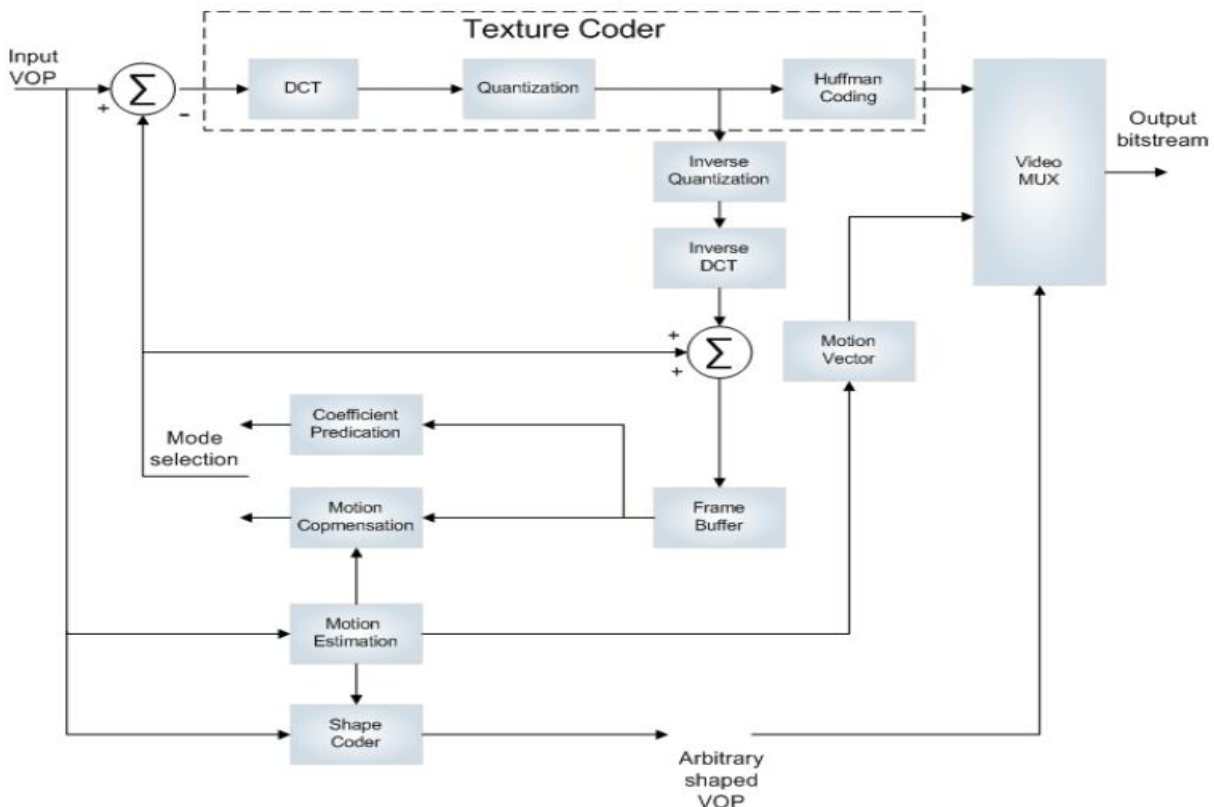 Texture Coder
Input
VOP
Σ
+
-
DCT
Quantization
Huffman
Coding
Video
MUX
Output
bitstream
Inverse
Quantization
Inverse
DCT
+
+
Σ
Motion
Vector
Coefficient
Predication
Mode
selection
Motion
Copmensation
Frame
Buffer
Motion
Estimation
Shape
Coder
Arbitrary
shaped
VOP